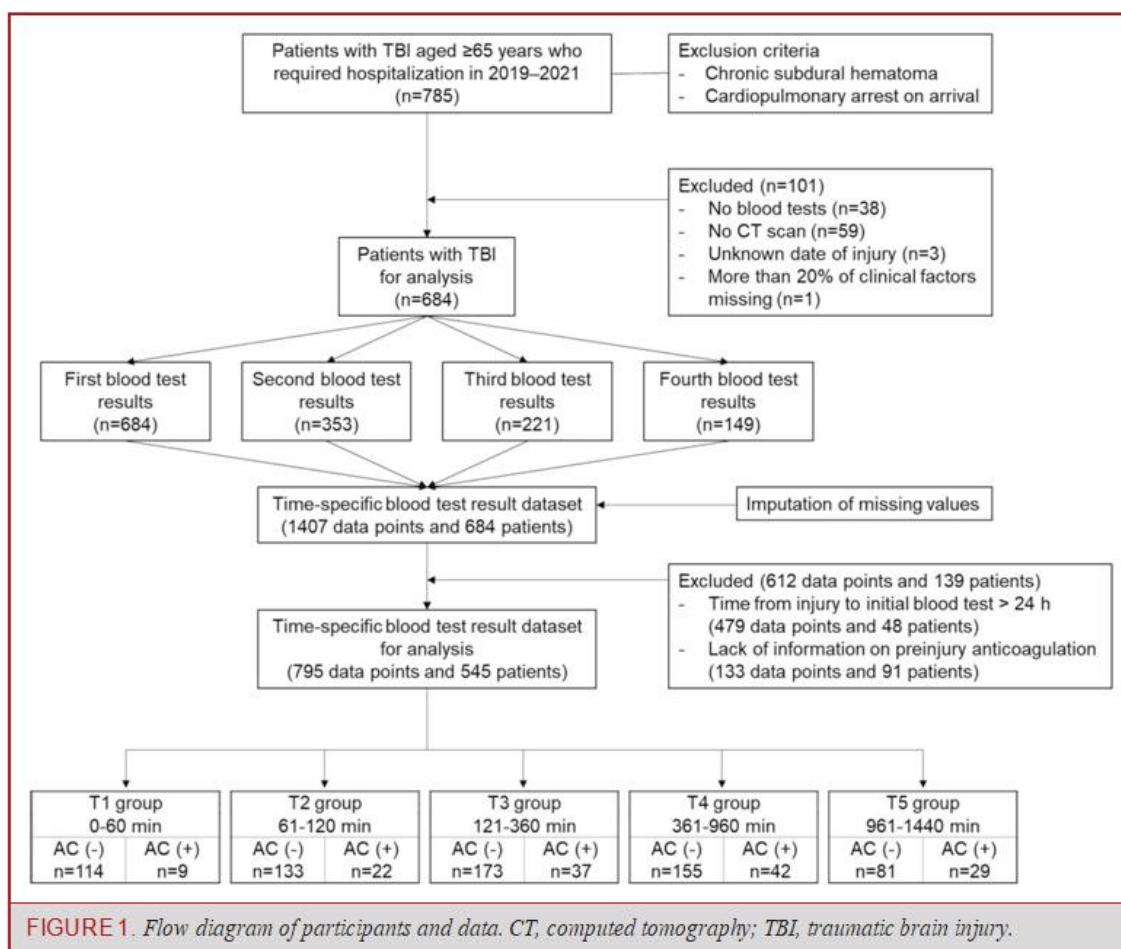 Patients with TBI aged ≥65 years who
required hospitalization in 2019–2021
(n=785)
Exclusion criteria
- Chronic subdural hematoma
- Cardiopulmonary arrest on arrival
Excluded (n=101)
- No blood tests (n=38)
- No CT scan (n=59)
- Unknown date of injury (n=3)
- More than 20% of clinical factors
missing (n=1)
Patients with TBI
for analysis
(n=684)
First blood test
results
(n=684)
Second blood test
results
(n=353)
Third blood test
results
(n=221)
Fourth blood test
results
(n=149)
Time-specific blood test result dataset
(1407 data points and 684 patients)
Imputation of missing values
Excluded (612 data points and 139 patients)
- Time from injury to initial blood test > 24 h
(479 data points and 48 patients)
- Lack of information on preinjury anticoagulation
(133 data points and 91 patients)
Time-specific blood test result dataset
for analysis
(795 data points and 545 patients)
T1 group
0-60 min
AC (-) AC (+)
n=114 n=9
T2 group
61-120 min
AC (-) AC (+)
n=133 n=22
T3 group
121-360 min
AC (-) AC (+)
n=173 n=37
T4 group
361-960 min
AC (-) AC (+)
n=155 n=42
T5 group
961-1440 min
AC (-) AC (+)
n=81 n=29
FIGURE 1. Flow diagram of participants and data. CT, computed tomography; TBI, traumatic brain injury.